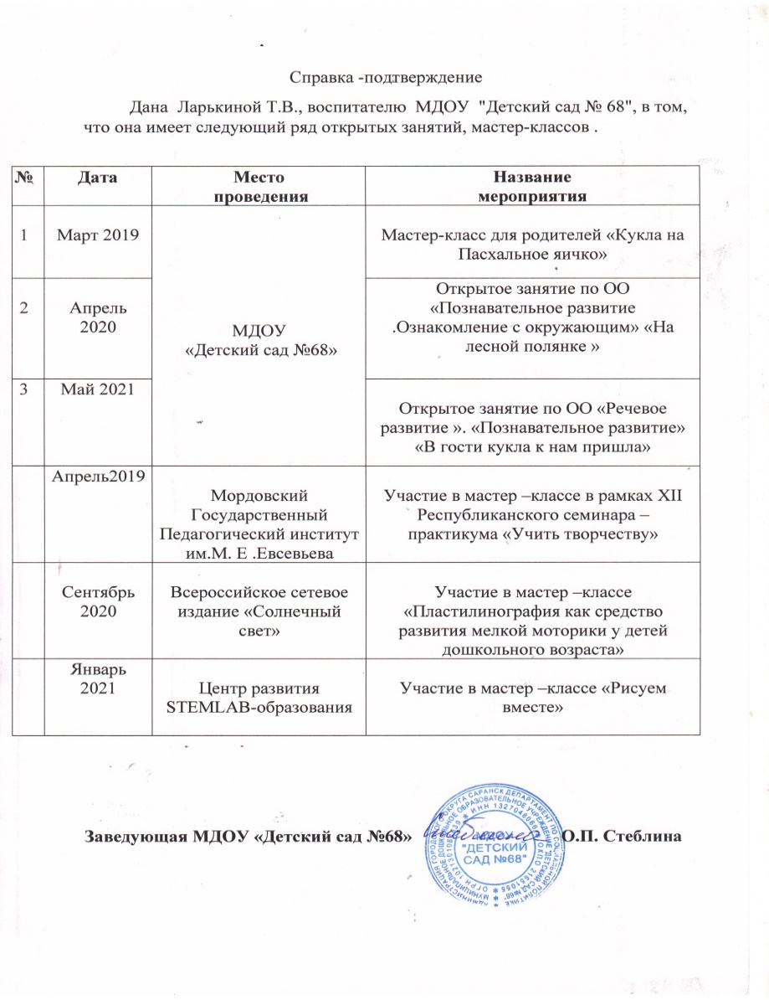 Справка -подтверждение
Дана Ларькиной Т.В., воспитателю МДОУ "Детский сад № 68", в том,
что она имеет следующий ряд открытых занятий, мастер-классов .
№ Дата Место проведения Название мероприятия
1 Март 2019
МДОУ
«Детский сад №68»
Мастер-класс для родителей «Кукла на
Пасхальное яичко»
2 Апрель
2020
Открытое занятие по ОО
«Познавательное развитие
.Ознакомление с окружающим» «На
лесной полянке »
3 Май 2021
Открытое занятие по ОО «Речевое
развитие ». «Познавательное развитие»
«В гости кукла к нам пришла»
Апрель2019
Мордовский
Государственный
Педагогический институт
им.М. Е .Евсевьева
Участие в мастер –классе в рамках XII
Республиканского семинара –
практикума «Учить творчеству»
Сентябрь
2020
Всероссийское сетевое
издание «Солнечный
свет»
Участие в мастер –классе
«Пластилинография как средство
развития мелкой моторики у детей
дошкольного возраста»
Январь
2021
Центр развития
STEMLAB-образования
Участие в мастер –классе «Рисуем
вместе»
Заведующая МДОУ «Детский сад №68» О.П. Стеблина
МДОУ
"ДЕТСКИЙ
САД №68"